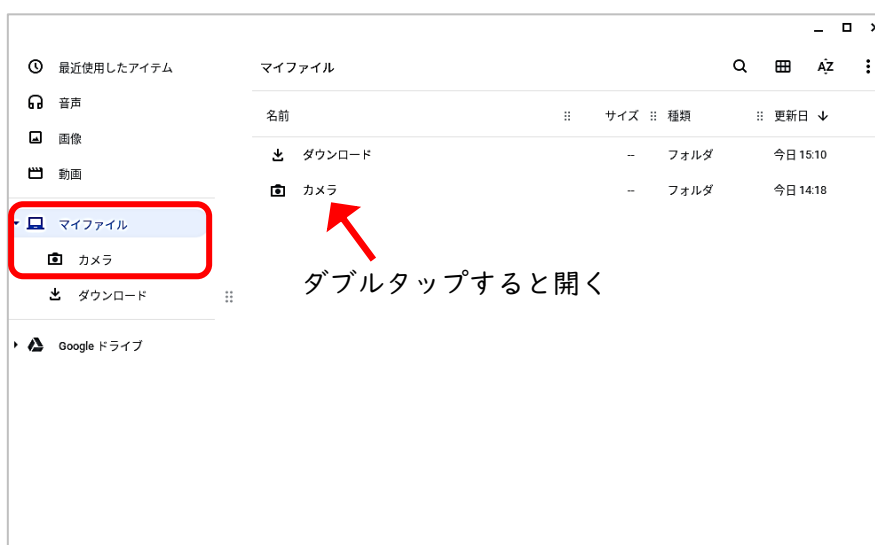 最近使用したアイテム
音声
画像
動画
マイファイル
カメラ
ダウンロード
Google ドライブ
マイファイル
AZ
名前 サイズ 種類 更新日
ダウンロード -- フォルダ 今日 15:10
カメラ -- フォルダ 今日 14:18
ダブルタップすると開く